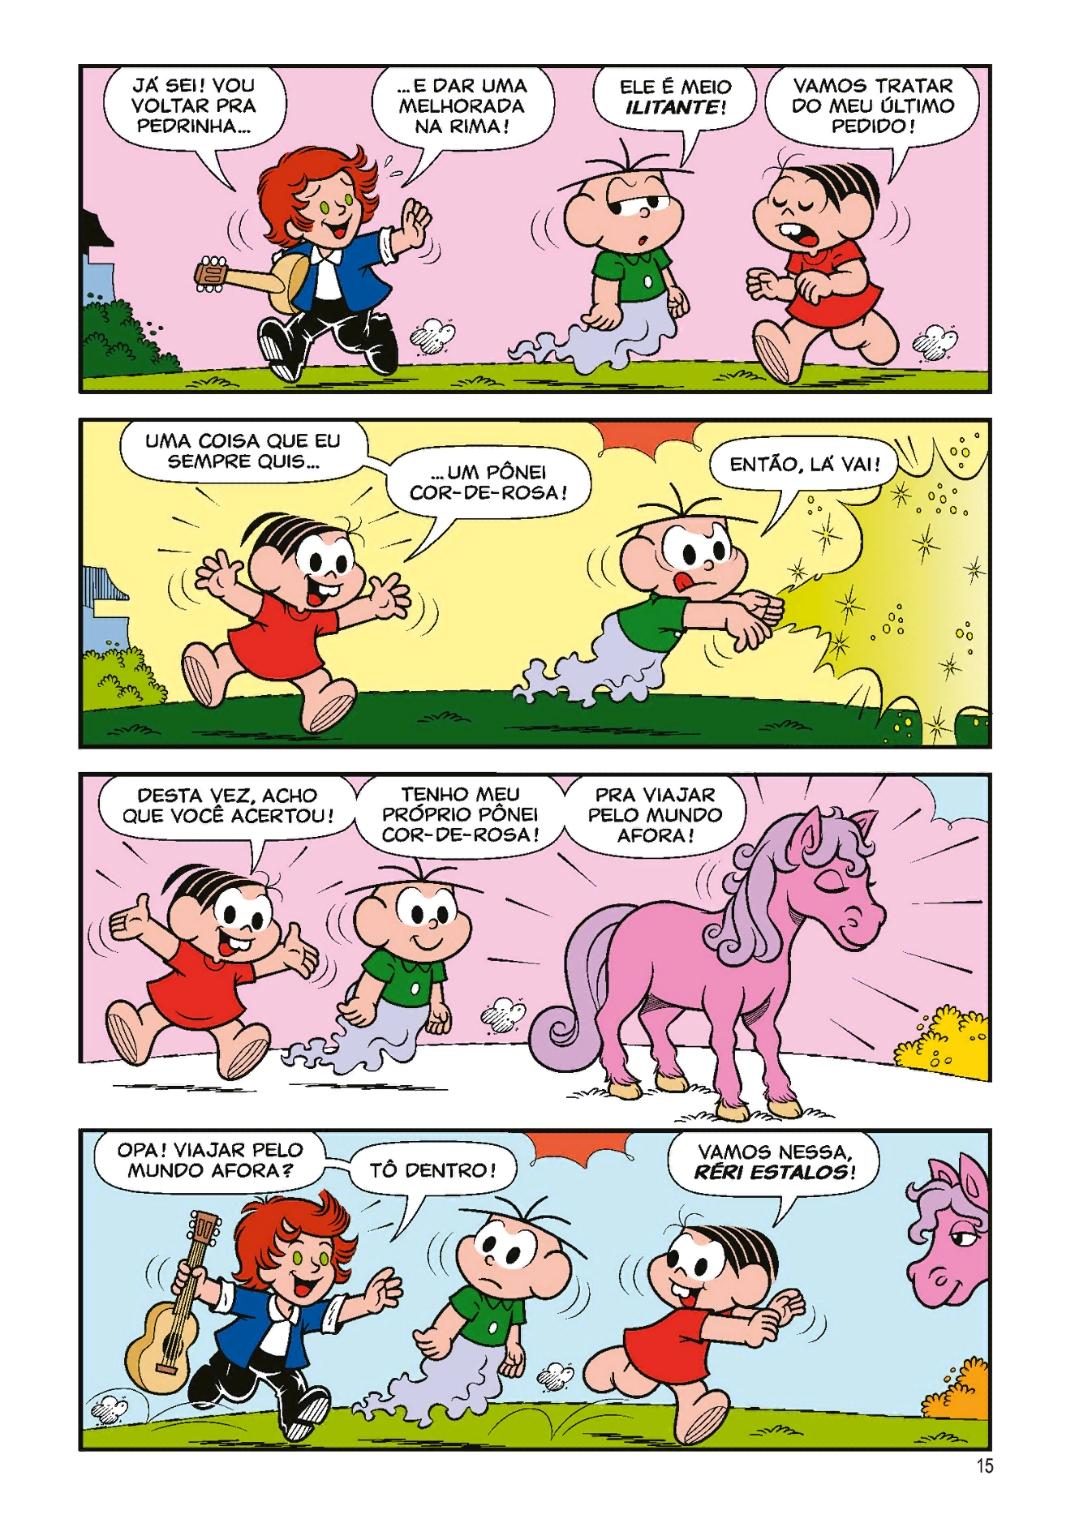 JÁ SEI! VOU
VOLTAR PRA
PEDRINHA...
...E DAR UMA
MELHORADA
NA RIMA!
ELE É MEIO
ILITANTE!
VAMOS TRATAR
DO MEU ÚLTIMO
PEDIDO!
UMA COISA QUE EU
SEMPRE QUIS...
...UM PÔNEI
COR-DE-ROSA!
ENTÃO, LÁ VAI!
DESTA VEZ, ACHO
QUE VOCÊ ACERTOU!
TENHO MEU
PRÓPRIO PÔNEI
COR-DE-ROSA!
PRA VIAJAR
PELO MUNDO
AFORA!
OPA! VIAJAR PELO
MUNDO AFORA?
TÔ DENTRO!
VAMOS NESSA,
RÉRI ESTALOS!
15